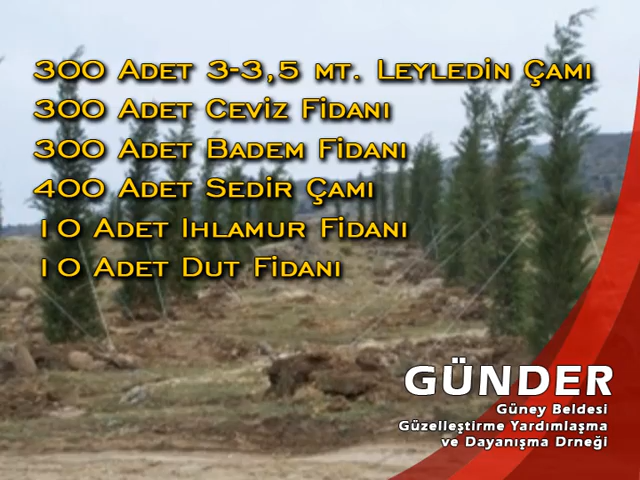 300 Adet 3-3,5 mt. Leyledin Çamı
300 Adet Ceviz Fidanı
300 Adet Badem Fidanı
400 Adet Sedir Çamı
10 Adet Ihlamur Fidanı
10 Adet Dut Fidanı
GÜNDER
Güney Beldesi
Güzelleştirme Yardımlaşma
ve Dayanışma Drneği